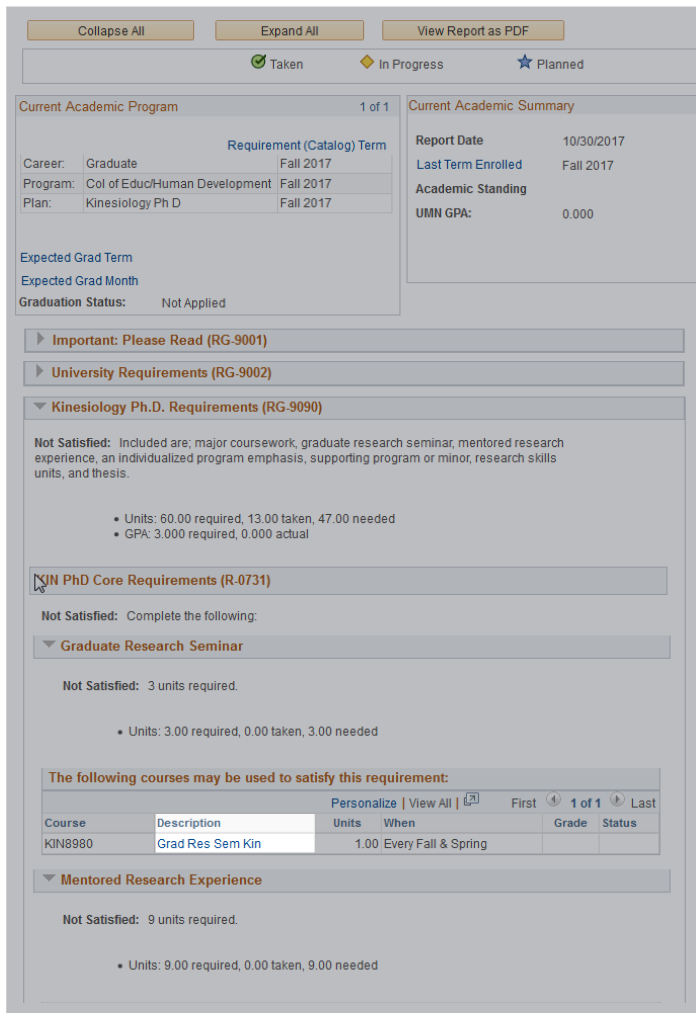 Collapse All Expand All View Report as PDF
Taken In Progress Planned
Current Academic Program 1 of 1
Requirement (Catalog) Term
Career: Graduate Fall 2017
Program: Col of Educ/Human Development Fall 2017
Plan: Kinesiology Ph D Fall 2017
Expected Grad Term
Expected Grad Month
Graduation Status: Not Applied
Current Academic Summary
Report Date 10/30/2017
Last Term Enrolled Fall 2017
Academic Standing
UMN GPA: 0.000
Important: Please Read (RG-9001)
University Requirements (RG-9002)
Kinesiology Ph.D. Requirements (RG-9090)
Not Satisfied: Included are; major coursework, graduate research seminar, mentored research
experience, an individualized program emphasis, supporting program or minor, research skills
units, and thesis.
• Units: 60.00 required, 13.00 taken, 47.00 needed
• GPA: 3.000 required, 0.000 actual
KIN PhD Core Requirements (R-0731)
Not Satisfied: Complete the following:
Graduate Research Seminar
Not Satisfied: 3 units required.
• Units: 3.00 required, 0.00 taken, 3.00 needed
The following courses may be used to satisfy this requirement:
Personalize | View All | First 1 of 1 Last
Course Description Units When Grade Status
KIN8980 Grad Res Sem Kin 1.00 Every Fall & Spring
Mentored Research Experience
Not Satisfied: 9 units required.
• Units: 9.00 required, 0.00 taken, 9.00 needed